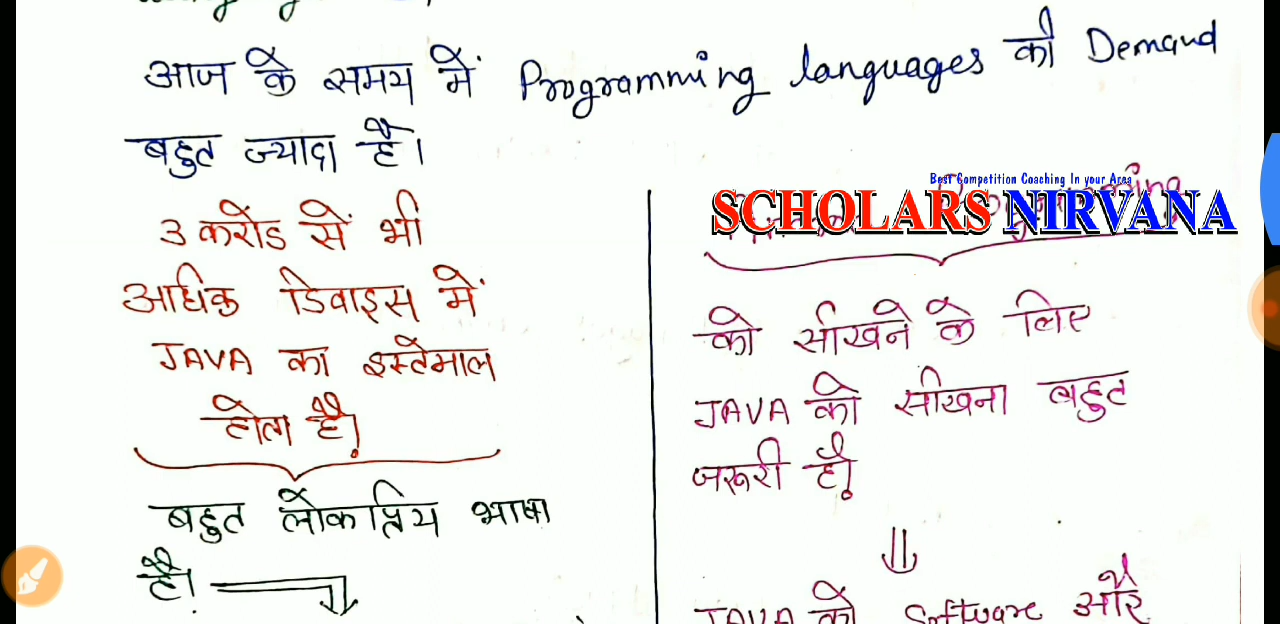 आज के समय में Programming languages की Demand
बहुत ज्यादा है।
3 करोड से भी
अधिक डिवाइस में
JAVA का इस्तेमाल
होता है।
बहुत लोकप्रिय भाषा
है।
Best Competition Coaching In your Area
SCHOLARS NIRVANA
को सीखने के लिए
JAVA को सीखना बहुत
जरूरी है।
JAVA को Software और